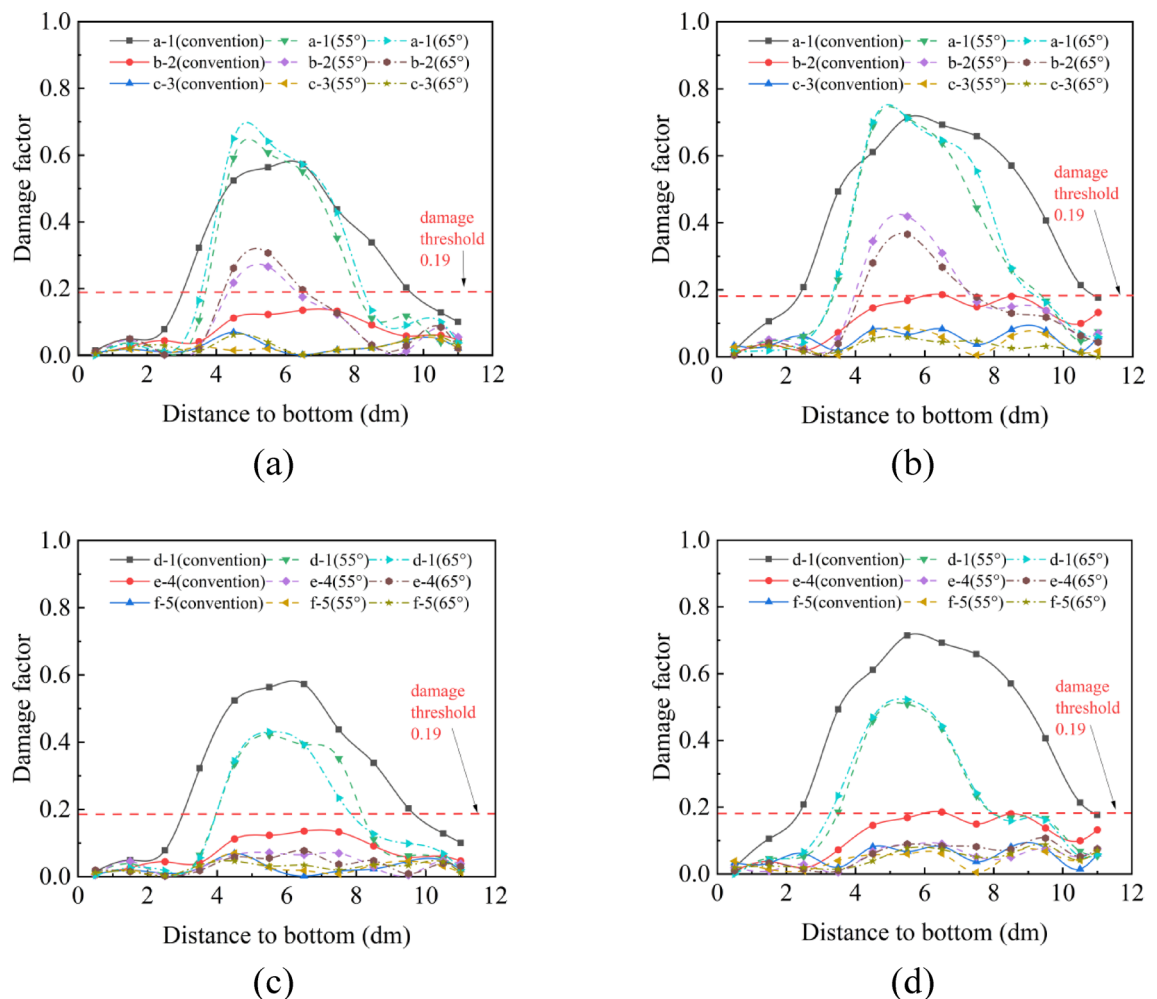 1.0
0.8
0.6
0.4
0.2
0.0
Damage factor
a-1(convention) a-1(55°) a-1(65°)
b-2(convention) b-2(55°) b-2(65°)
c-3(convention) c-3(55°) c-3(65°)
damage
threshold
0.19
0 2 4 6 8 10 12
Distance to bottom (dm)
(a)
1.0
0.8
0.6
0.4
0.2
0.0
Damage factor
a-1(convention) a-1(55°) a-1(65°)
b-2(convention) b-2(55°) b-2(65°)
c-3(convention) c-3(55°) c-3(65°)
damage
threshold
0.19
0 2 4 6 8 10 12
Distance to bottom (dm)
(b)
1.0
0.8
0.6
0.4
0.2
0.0
Damage factor
d-1(convention) d-1(55°) d-1(65°)
e-4(convention) e-4(55°) e-4(65°)
f-5(convention) f-5(55°) f-5(65°)
damage
threshold
0.19
0 2 4 6 8 10 12
Distance to bottom (dm)
(c)
1.0
0.8
0.6
0.4
0.2
0.0
Damage factor
d-1(convention) d-1(55°) d-1(65°)
e-4(convention) e-4(55°) e-4(65°)
f-5(convention) f-5(55°) f-5(65°)
damage
threshold
0.19
0 2 4 6 8 10 12
Distance to bottom (dm)
(d)